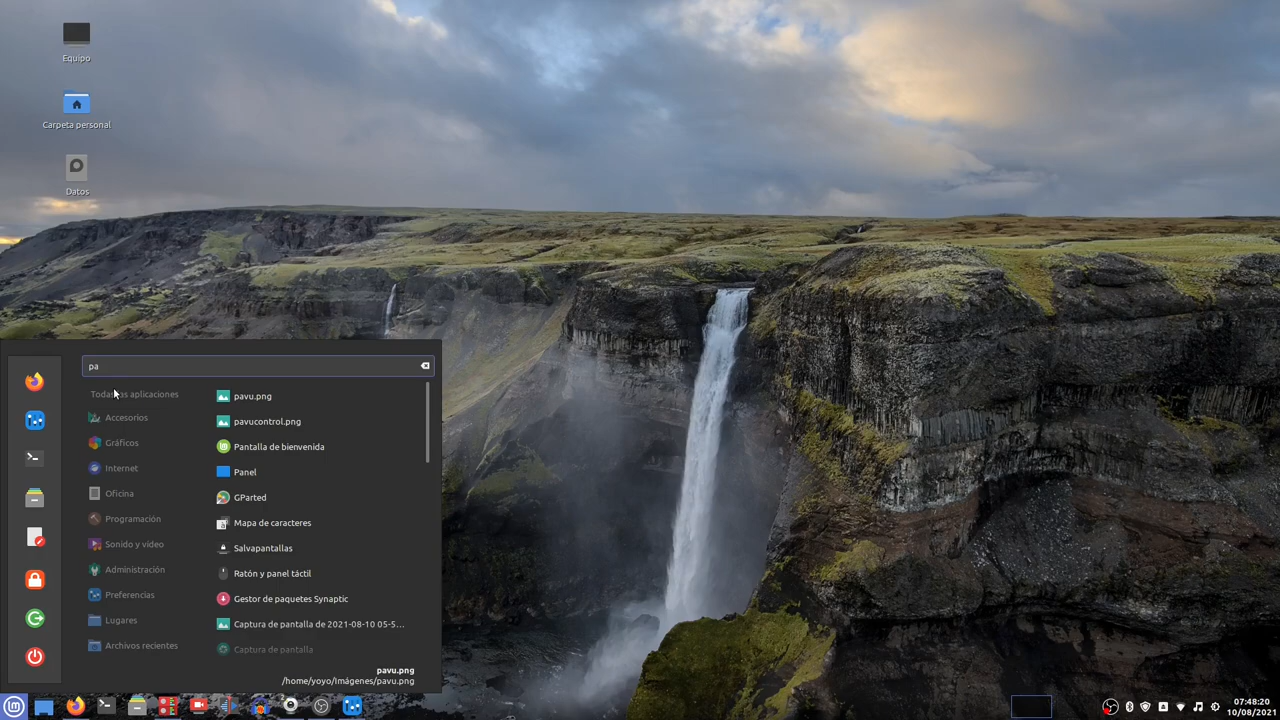 Equipo
Carpeta personal
Datos
pa
Todas as aplicaciones
Accesorios
Gráficos
Internet
Oficina
Programación
Sonido y vídeo
Administración
Preferencias
Lugares
Archivos recientes
pavu.png
pavucontrol.png
Pantalla de bienvenida
Panel
GParted
Mapa de caracteres
Salvapantallas
Ratón y panel táctil
Gestor de paquetes Synaptic
Captura de pantalla de 2021-08-10 05-5...
Captura de pantalla
pavu.png
/home/yoyo/Imágenes/pavu.png
07:48:20
10/08/2021